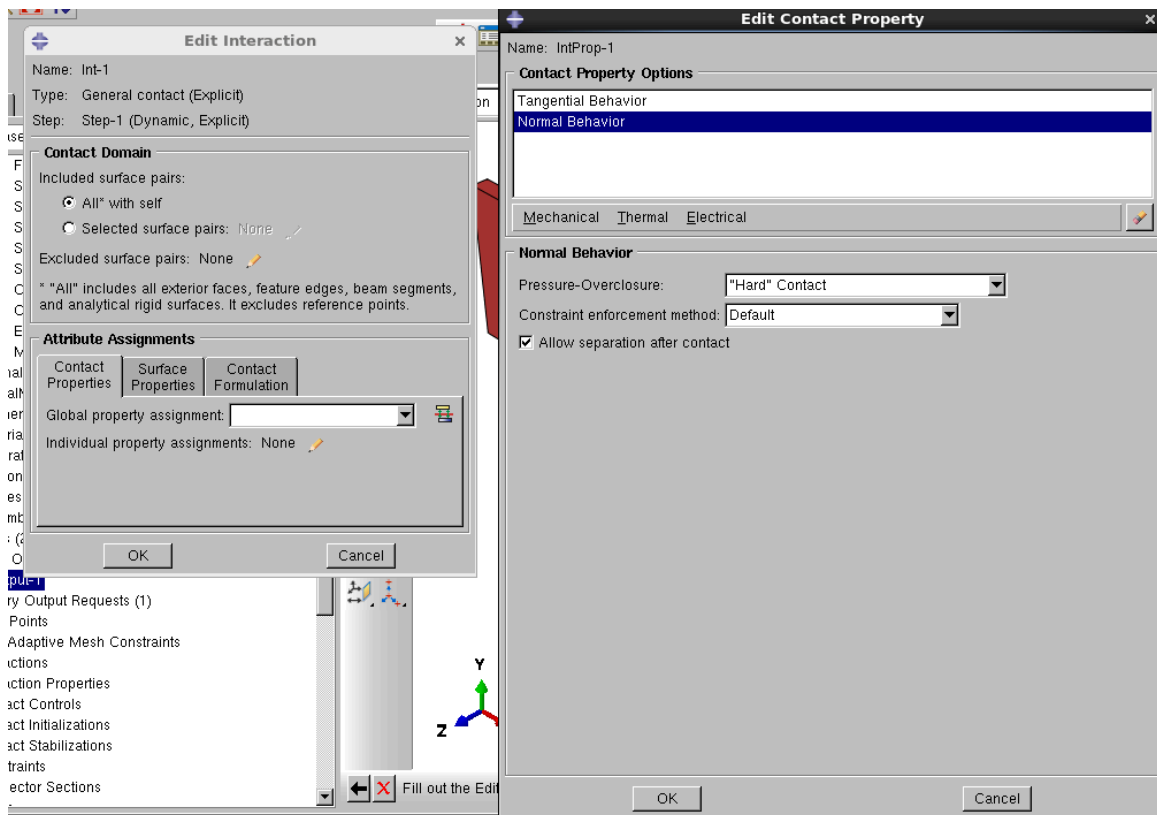 Edit Interaction
Name: Int-1
Type: General contact (Explicit)
Step: Step-1 (Dynamic, Explicit)
Contact Domain
Included surface pairs:
All* with self
Selected surface pairs: None
Excluded surface pairs: None
* "All" includes all exterior faces, feature edges, beam segments,
and analytical rigid surfaces. It excludes reference points.
Attribute Assignments
Contact Properties
Surface Properties
Contact Formulation
Global property assignment:
Individual property assignments: None
OK
Cancel
put-1
ry Output Requests (1)
Points
Adaptive Mesh Constraints
actions
action Properties
act Controls
act Initializations
act Stabilizations
traints
ector Sections
Y
Z
Fill out the Edi
Edit Contact Property
Name: IntProp-1
Contact Property Options
Tangential Behavior
Normal Behavior
Mechanical Thermal Electrical
Normal Behavior
Pressure-Overclosure: "Hard" Contact
Constraint enforcement method: Default
Allow separation after contact
OK
Cancel